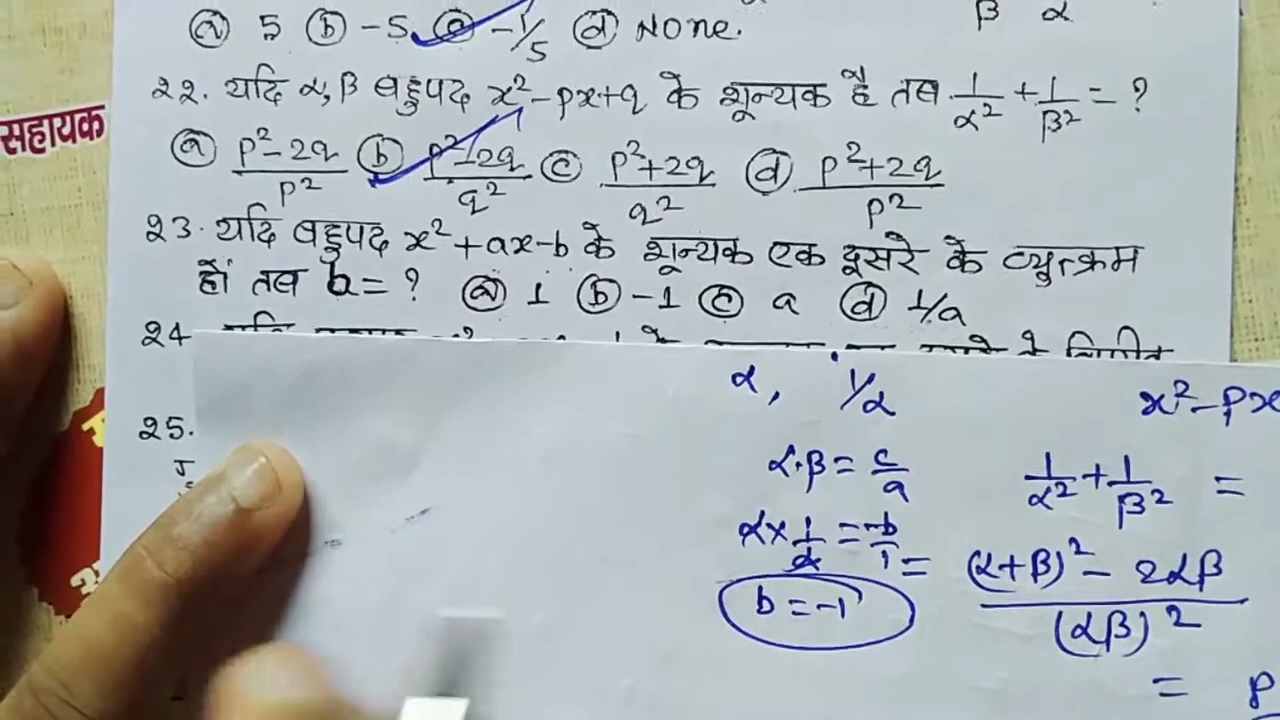 β α
ⓐ 5 ⓑ -5 ⓒ -1/5 ⓓ None.
22. यदि α,β बहुपद x²-px+q के शून्यक है तब 1/α² + 1/β² = ?
ⓐ p²-2q/p² ⓑ p²-2q/q² ⓒ p²+2q/q² ⓓ p²+2q/p²
23. यदि बहुपद x²+ax-b के शून्यक एक दूसरे के व्युत्क्रम
हों तब b = ? ⓐ 1 ⓑ -1 ⓒ a ⓓ 1/a
24
25.
सहायक
α, 1/α
α·β = c/a
α × 1/α = -b/1
b = -1
x²-px
1/α² + 1/β² =
= (α+β)² - 2αβ/(αβ)²
= p